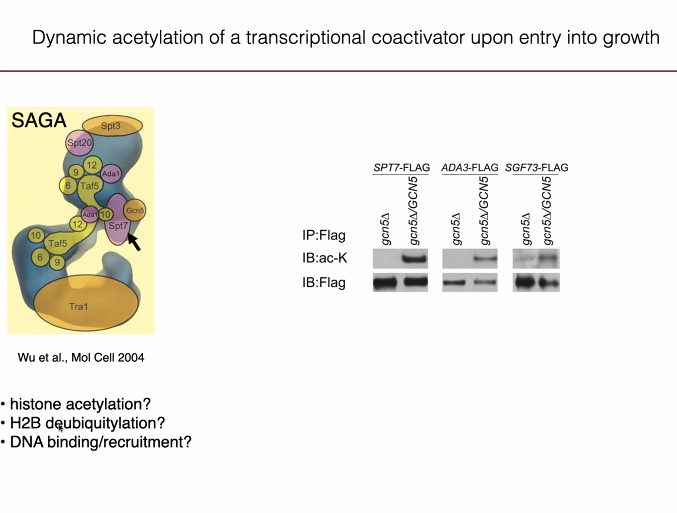 Dynamic acetylation of a transcriptional coactivator upon entry into growth
SAGA
Spt3
Spt20
12
9
Ada1
6
Taf5
Ada1
10
Gcn5
12
Spt7
10
Taf5
6
9
Tra1
Wu et al., Mol Cell 2004
• histone acetylation?
• H2B deubiquitylation?
• DNA binding/recruitment?
SPT7-FLAG ADA3-FLAG SGF73-FLAG
gcn5Δ
gcn5Δ/GCN5
gcn5Δ
gcn5Δ/GCN5
gcn5Δ
gcn5Δ/GCN5
IP:Flag
IB:ac-K
IB:Flag